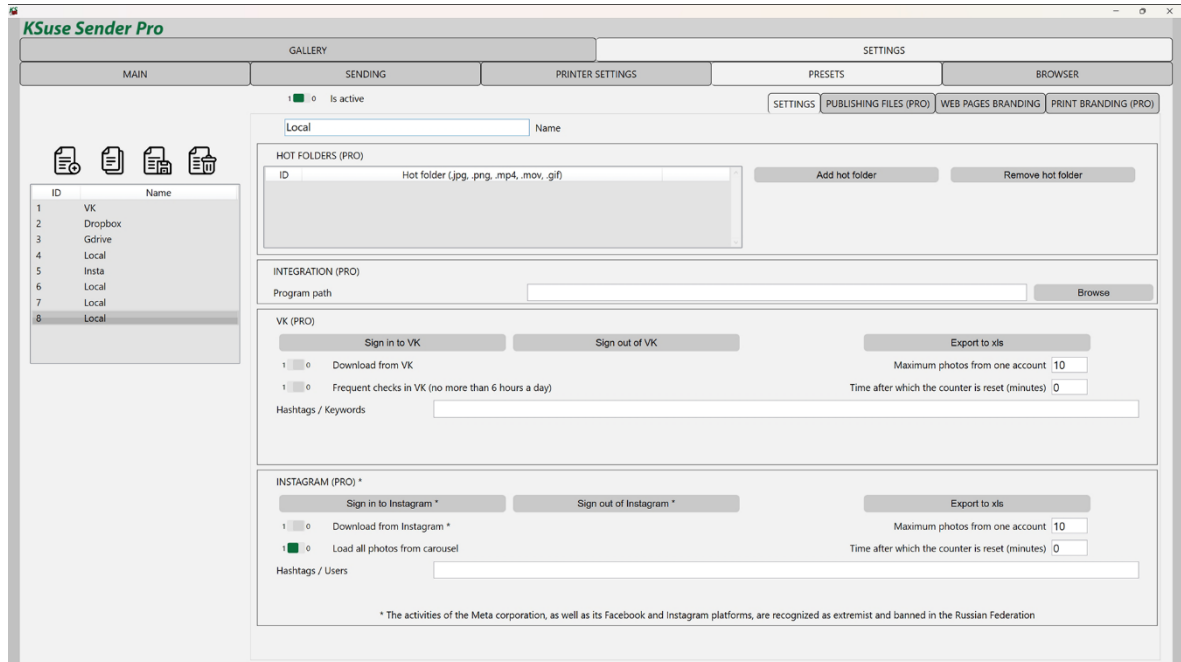 KSuse Sender Pro
GALLERY SETTINGS
MAIN SENDING PRINTER SETTINGS PRESETS BROWSER
1 0 Is active
SETTINGS PUBLISHING FILES (PRO) WEB PAGES BRANDING PRINT BRANDING (PRO)
Local Name
HOT FOLDERS (PRO)
ID Hot folder (.jpg, .png, .mp4, .mov, .gif)
Add hot folder Remove hot folder
ID Name
1 VK
2 Dropbox
3 Gdrive
4 Local
5 Insta
6 Local
7 Local
8 Local
INTEGRATION (PRO)
Program path Browse
VK (PRO)
Sign in to VK Sign out of VK Export to xls
1 0 Download from VK Maximum photos from one account 10
1 0 Frequent checks in VK (no more than 6 hours a day) Time after which the counter is reset (minutes) 0
Hashtags / Keywords
INSTAGRAM (PRO) *
Sign in to Instagram * Sign out of Instagram * Export to xls
1 0 Download from Instagram * Maximum photos from one account 10
1 0 Load all photos from carousel Time after which the counter is reset (minutes) 0
Hashtags / Users
* The activities of the Meta corporation, as well as its Facebook and Instagram platforms, are recognized as extremist and banned in the Russian Federation